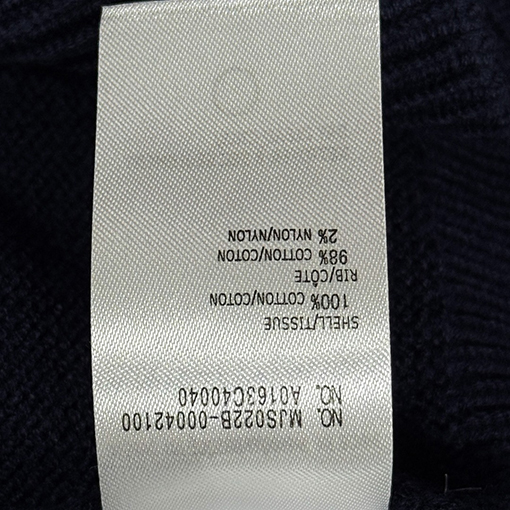 NO. MJS022B-00042100
NO. A0163C40040
SHELL/TISSUE
100% COTTON/COTON
RIB/CÔTE
98% COTTON/COTON
2% NYLON/NYLON